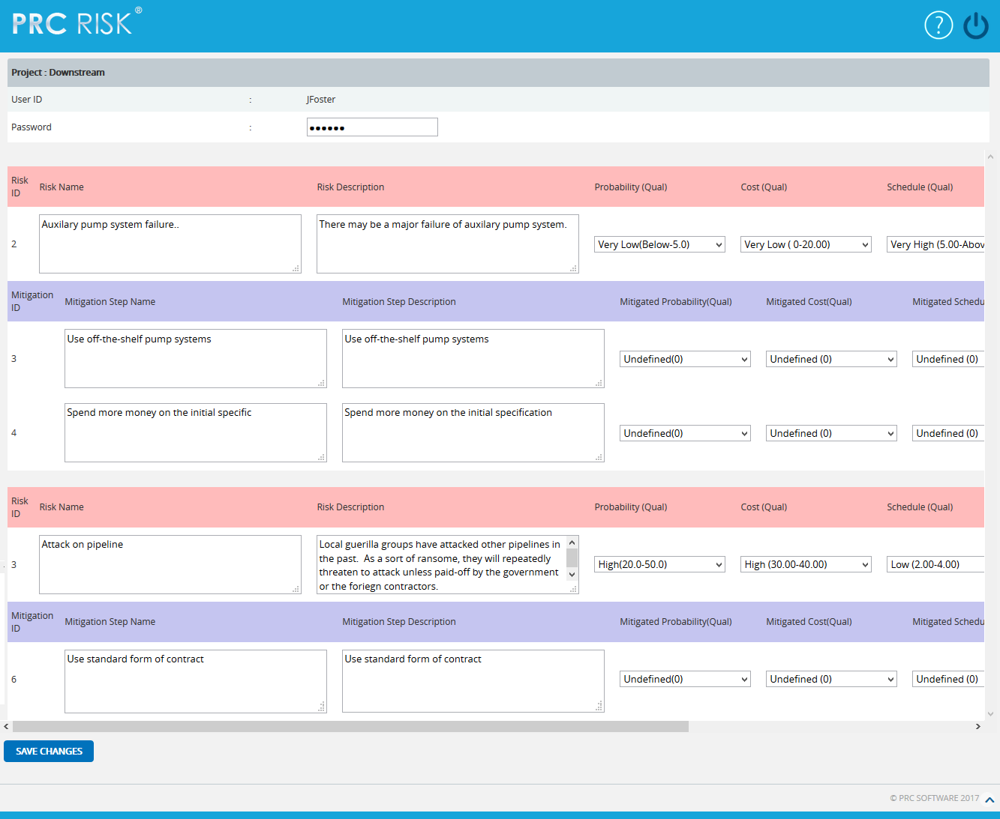 PRC RISK®
?
Project : Downstream
User ID : JFoster
Password : ••••••
Risk ID Risk Name Risk Description Probability (Qual) Cost (Qual) Schedule (Qual)
2 Auxilary pump system failure.. There may be a major failure of auxilary pump system. Very Low(Below-5.0) Very Low ( 0-20.00) Very High (5.00-Abov
Mitigation ID Mitigation Step Name Mitigation Step Description Mitigated Probability(Qual) Mitigated Cost(Qual) Mitigated Schedu
3 Use off-the-shelf pump systems Use off-the-shelf pump systems Undefined(0) Undefined (0) Undefined (0)
4 Spend more money on the initial specific Spend more money on the initial specification Undefined(0) Undefined (0) Undefined (0)
Risk ID Risk Name Risk Description Probability (Qual) Cost (Qual) Schedule (Qual)
3 Attack on pipeline
Local guerilla groups have attacked other pipelines in
the past. As a sort of ransome, they will repeatedly
threaten to attack unless paid-off by the government
or the foriegn contractors.
High(20.0-50.0) High (30.00-40.00) Low (2.00-4.00)
Mitigation ID Mitigation Step Name Mitigation Step Description Mitigated Probability(Qual) Mitigated Cost(Qual) Mitigated Schedu
6 Use standard form of contract Use standard form of contract Undefined(0) Undefined (0) Undefined (0)
SAVE CHANGES
© PRC SOFTWARE 2017